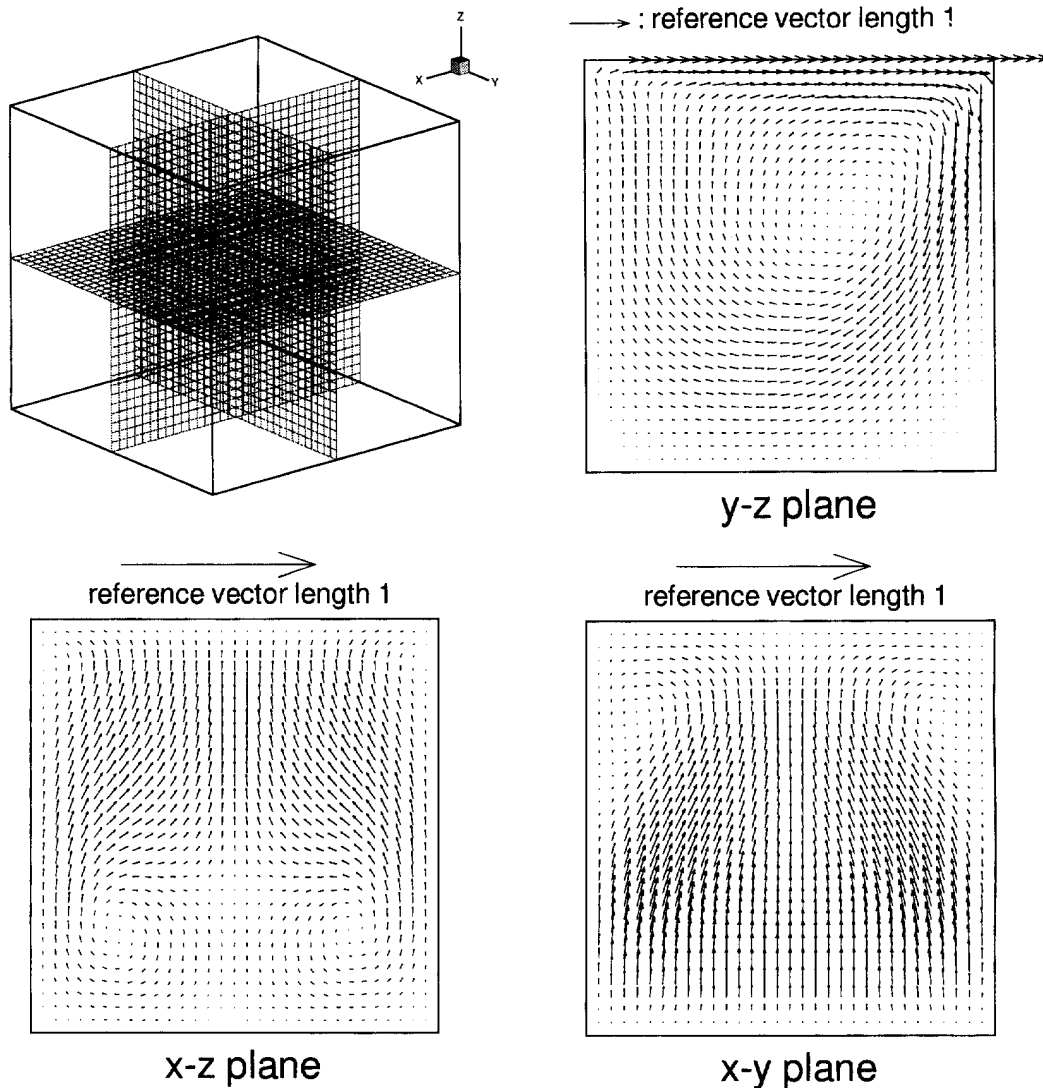 Z
X
Y
: reference vector length 1
y-z plane
reference vector length 1
reference vector length 1
x-z plane
x-y plane